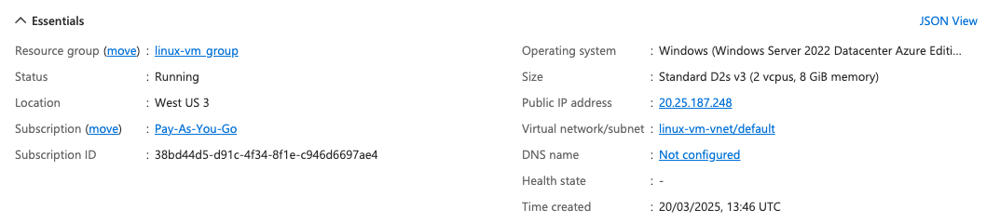 Essentials
JSON View
Resource group (move) : linux-vm_group
Status : Running
Location : West US 3
Subscription (move) : Pay-As-You-Go
Subscription ID : 38bd44d5-d91c-4f34-8f1e-c946d6697ae4
Operating system : Windows (Windows Server 2022 Datacenter Azure Editi...
Size : Standard D2s v3 (2 vcpus, 8 GiB memory)
Public IP address : 20.25.187.248
Virtual network/subnet : linux-vm-vnet/default
DNS name : Not configured
Health state : -
Time created : 20/03/2025, 13:46 UTC